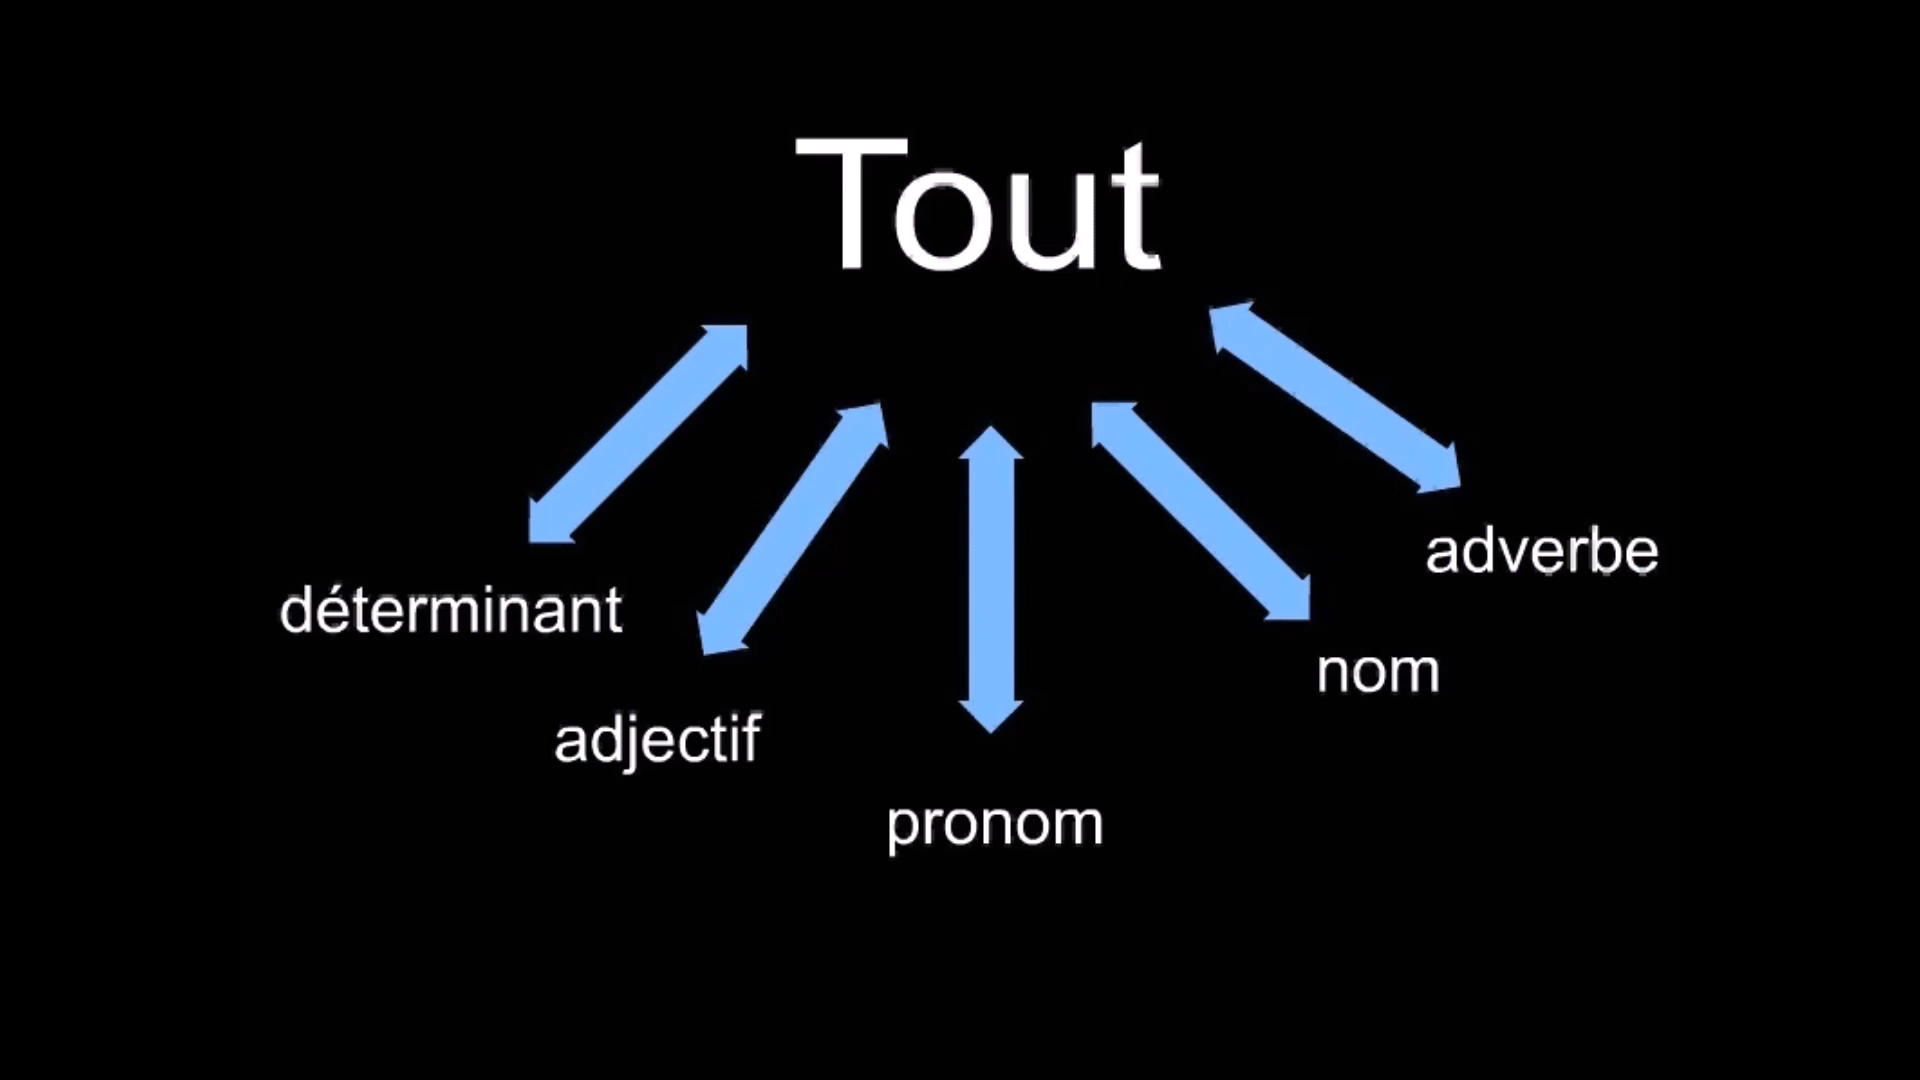 Tout
déterminant
adjectif
pronom
nom
adverbe